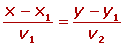 (x - x₁)/v₁ = (y - y₁)/v₂